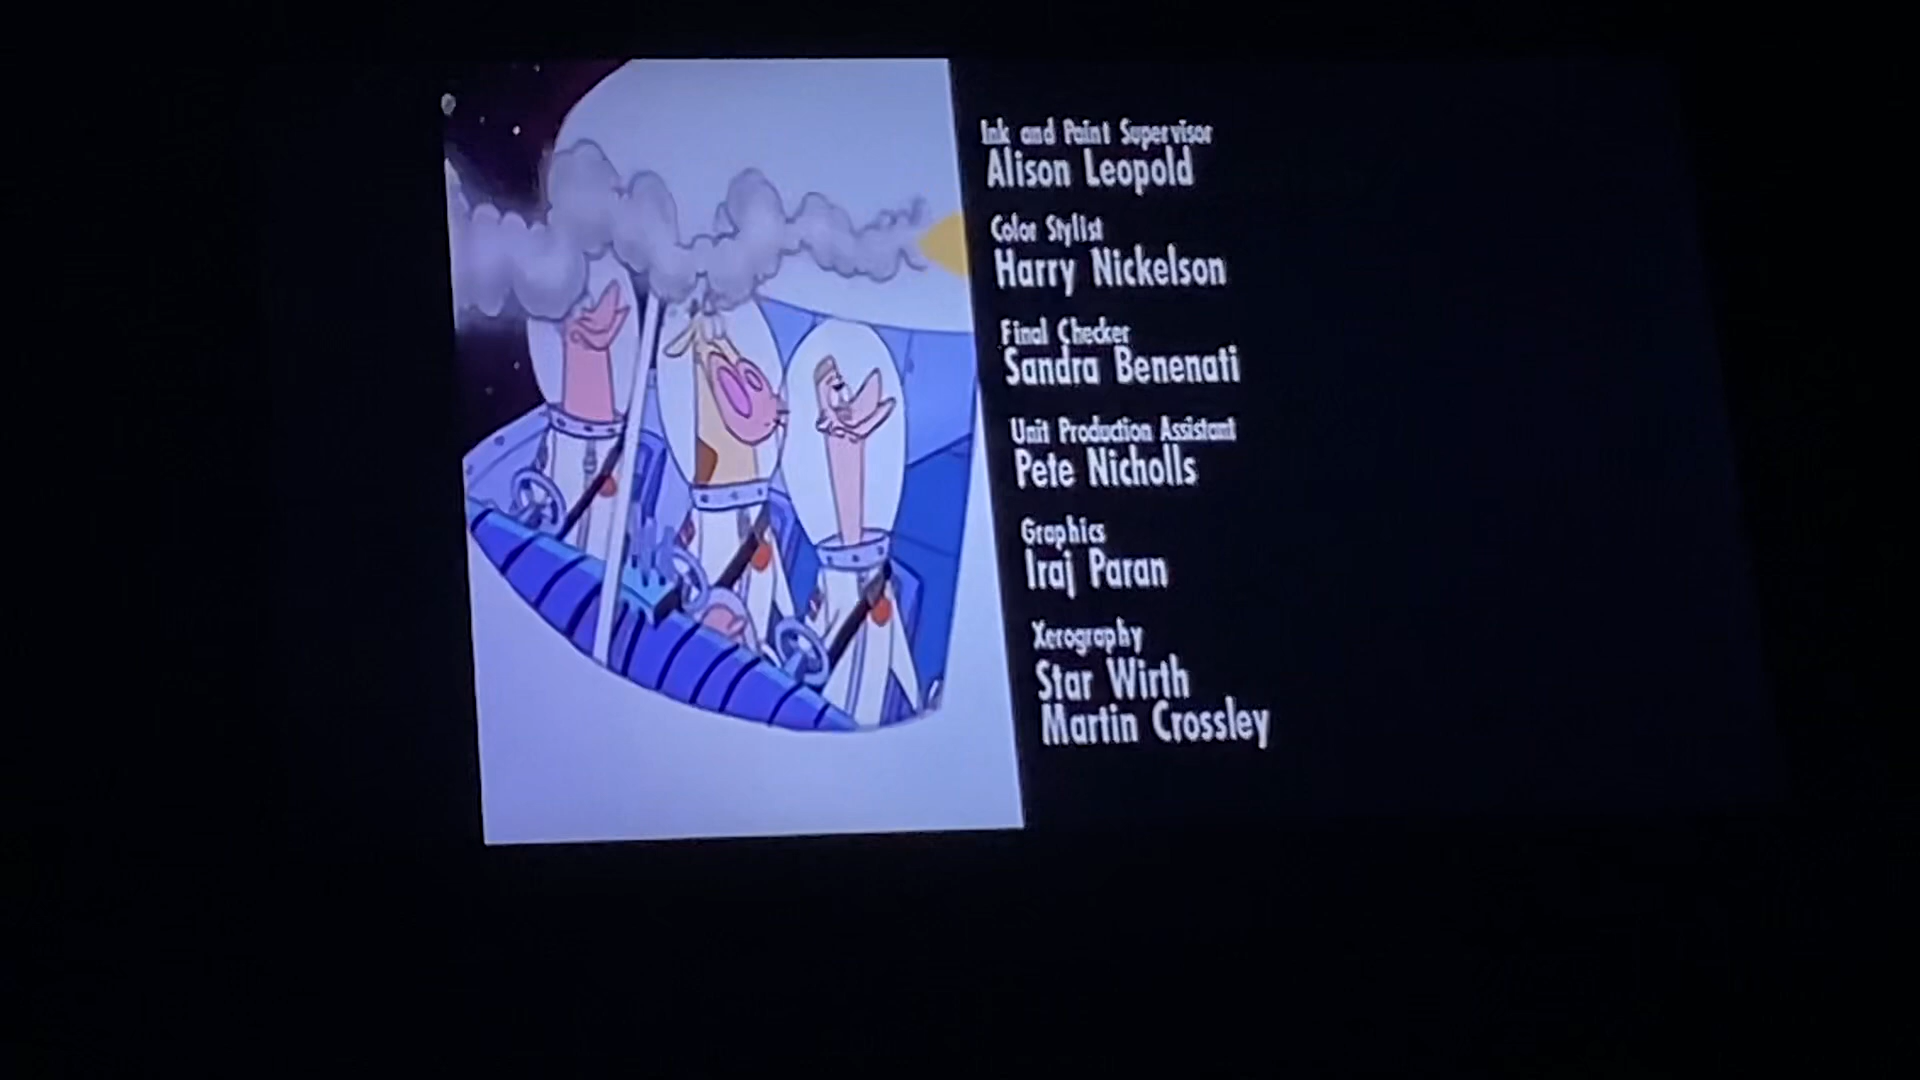 Ink and Paint Supervisor
Alison Leopold
Color Stylist
Harry Nickelson
Final Checker
Sandra Benenati
Unit Production Assistant
Pete Nicholls
Graphics
Iraj Paran
Xerography
Star Wirth
Martin Crossley